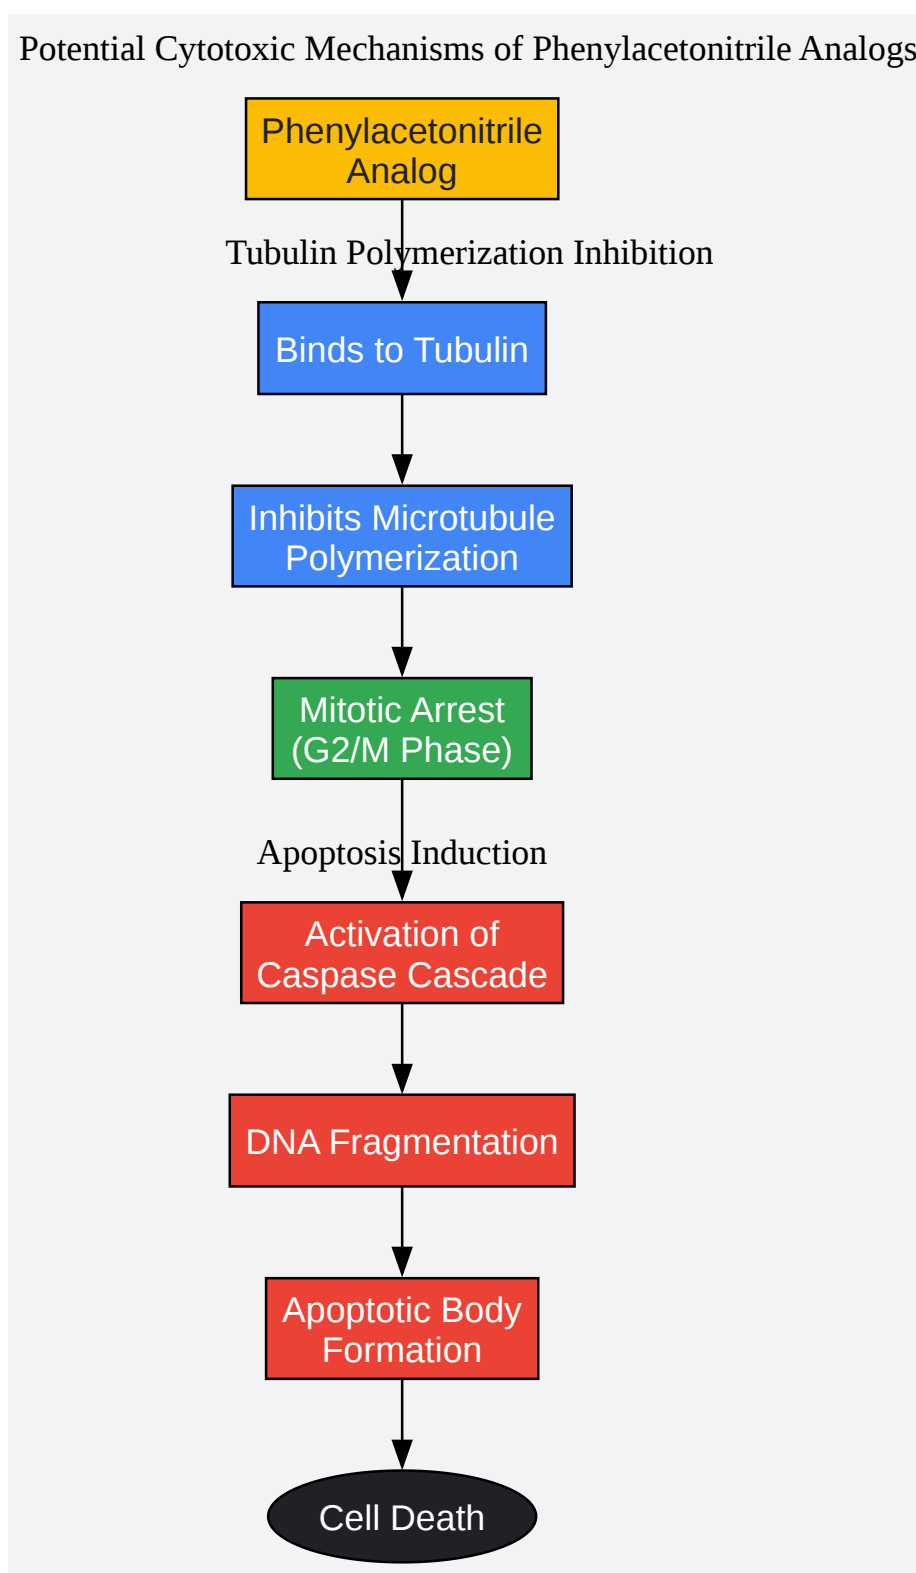 Potential Cytotoxic Mechanisms of Phenylacetonitrile Analogs
Phenylacetonitrile
Analog
Tubulin Polymerization Inhibition
Binds to Tubulin
Inhibits Microtubule
Polymerization
Mitotic Arrest
(G2/M Phase)
Apoptosis Induction
Activation of
Caspase Cascade
DNA Fragmentation
Apoptotic Body
Formation
Cell Death